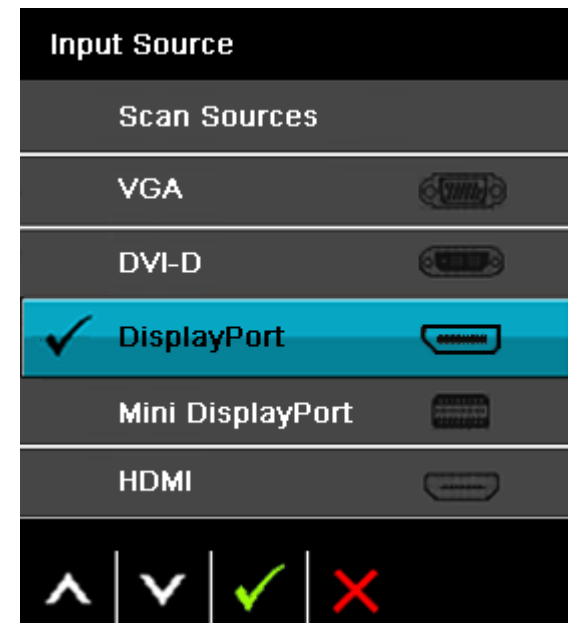 Input Source
Scan Sources
VGA
DVI-D
DisplayPort
Mini DisplayPort
HDMI